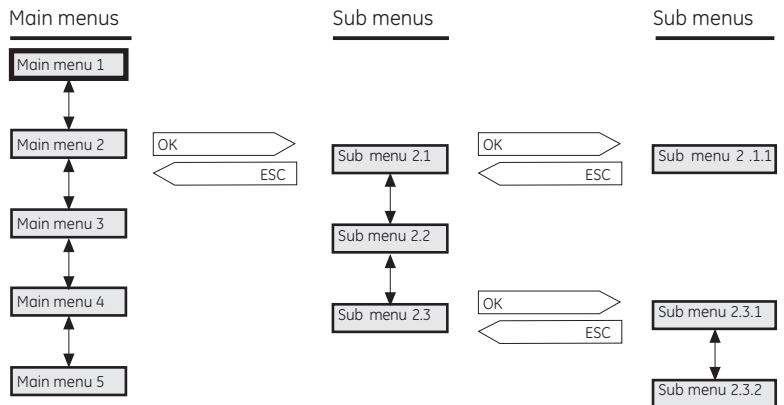 Main menus
Sub menus
Sub menus
Main menu 1
Main menu 2
OK
ESC
Sub menu 2.1
OK
ESC
Sub menu 2 .1.1
Main menu 3
Sub menu 2.2
Main menu 4
Sub menu 2.3
OK
ESC
Sub menu 2.3.1
Main menu 5
Sub menu 2.3.2